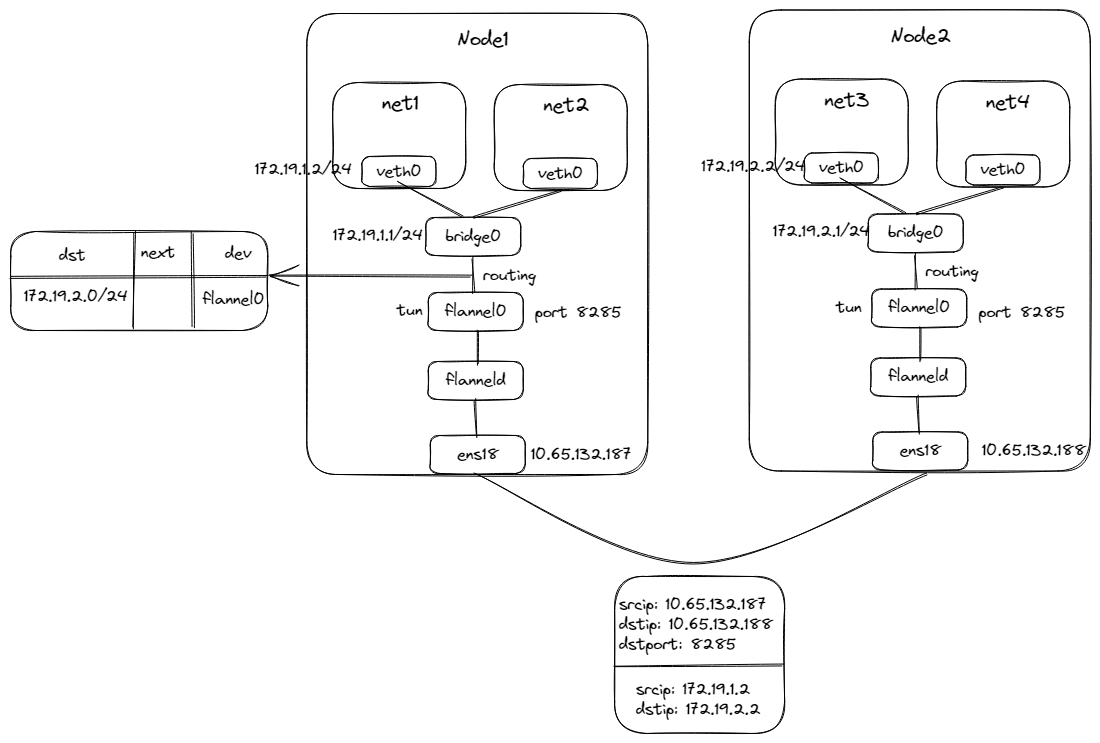 Node1
net1
net2
172.19.1.2/24
veth0
veth0
172.19.1.1/24
bridge0
routing
dst next dev
172.19.2.0/24 flannel0
tun
flannel0
port 8285
flanneld
ens18
10.65.132.187
Node2
net3
net4
172.19.2.2/24
veth0
veth0
172.19.2.1/24
bridge0
routing
tun
flannel0
port 8285
flanneld
ens18
10.65.132.188
srcip: 10.65.132.187
dstip: 10.65.132.188
dstport: 8285
srcip: 172.19.1.2
dstip: 172.19.2.2